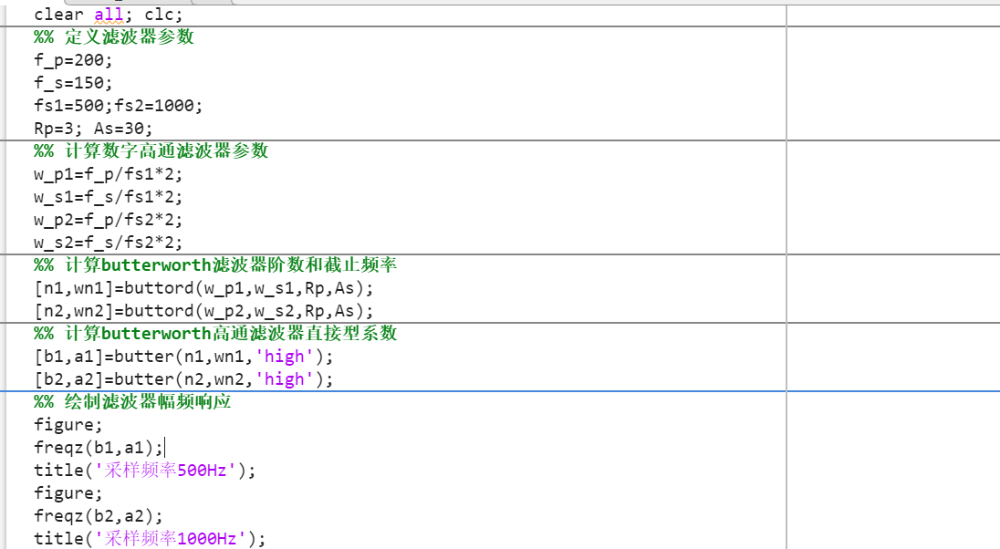 clear all; clc;
%% 定义滤波器参数
f_p=200;
f_s=150;
fs1=500;fs2=1000;
Rp=3; As=30;
%% 计算数字高通滤波器参数
w_p1=f_p/fs1*2;
w_s1=f_s/fs1*2;
w_p2=f_p/fs2*2;
w_s2=f_s/fs2*2;
%% 计算butterworth滤波器阶数和截止频率
[n1,wn1]=buttord(w_p1,w_s1,Rp,As);
[n2,wn2]=buttord(w_p2,w_s2,Rp,As);
%% 计算butterworth高通滤波器直接型系数
[b1,a1]=butter(n1,wn1,'high');
[b2,a2]=butter(n2,wn2,'high');
%% 绘制滤波器幅频响应
figure;
freqz(b1,a1);
title('采样频率500Hz');
figure;
freqz(b2,a2);
title('采样频率1000Hz');